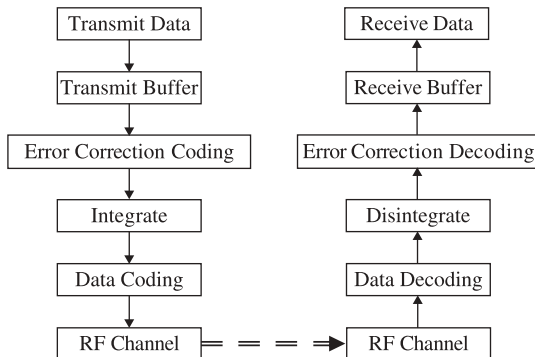 Transmit Data
Transmit Buffer
Error Correction Coding
Integrate
Data Coding
RF Channel
Receive Data
Receive Buffer
Error Correction Decoding
Disintegrate
Data Decoding
RF Channel